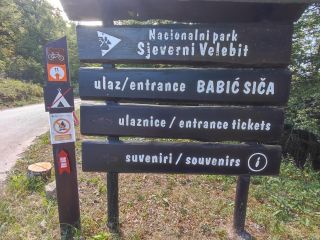 Nacionalni park
Sjeverni Velebit
ulaz/entrance BABIĆ SIČA
ulaznice / entrance tickets
suveniri / souvenirs i